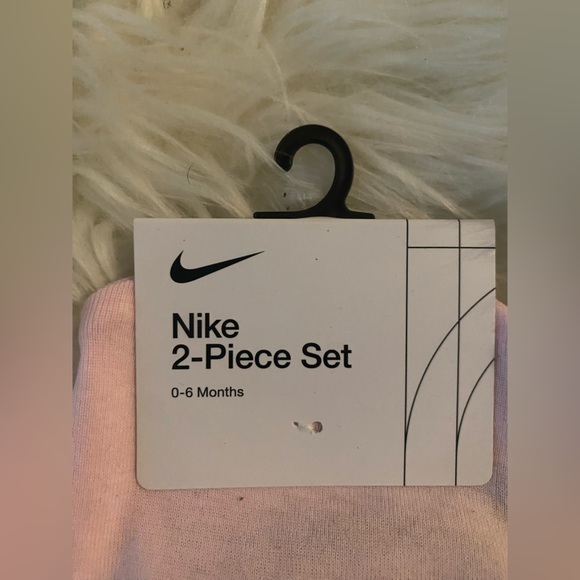 Nike
2-Piece Set
0-6 Months